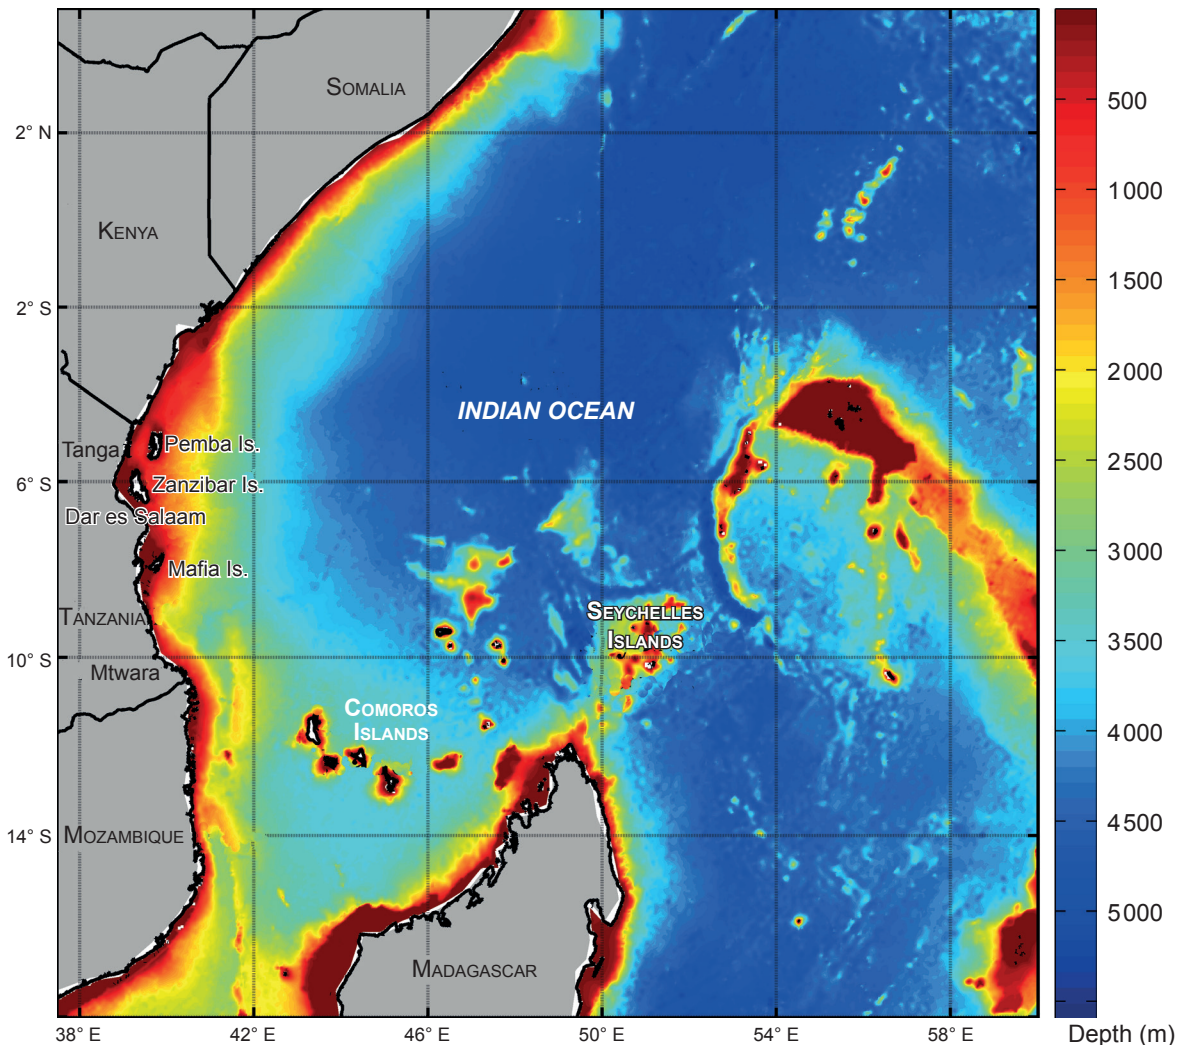 SOMALIA
500
2° N
1000
KENYA
1500
2° S
2000
INDIAN OCEAN
Tanga
Pemba Is.
2500
6° S
Zanzibar Is.
Dar es Salaam
3000
Mafia Is.
TANZANIA
SEYCHELLES
ISLANDS
3500
10° S
Mtwara
COMOROS
ISLANDS
4000
14° S
MOZAMBIQUE
4500
5000
MADAGASCAR
38° E
42° E
46° E
50° E
54° E
58° E
Depth (m)